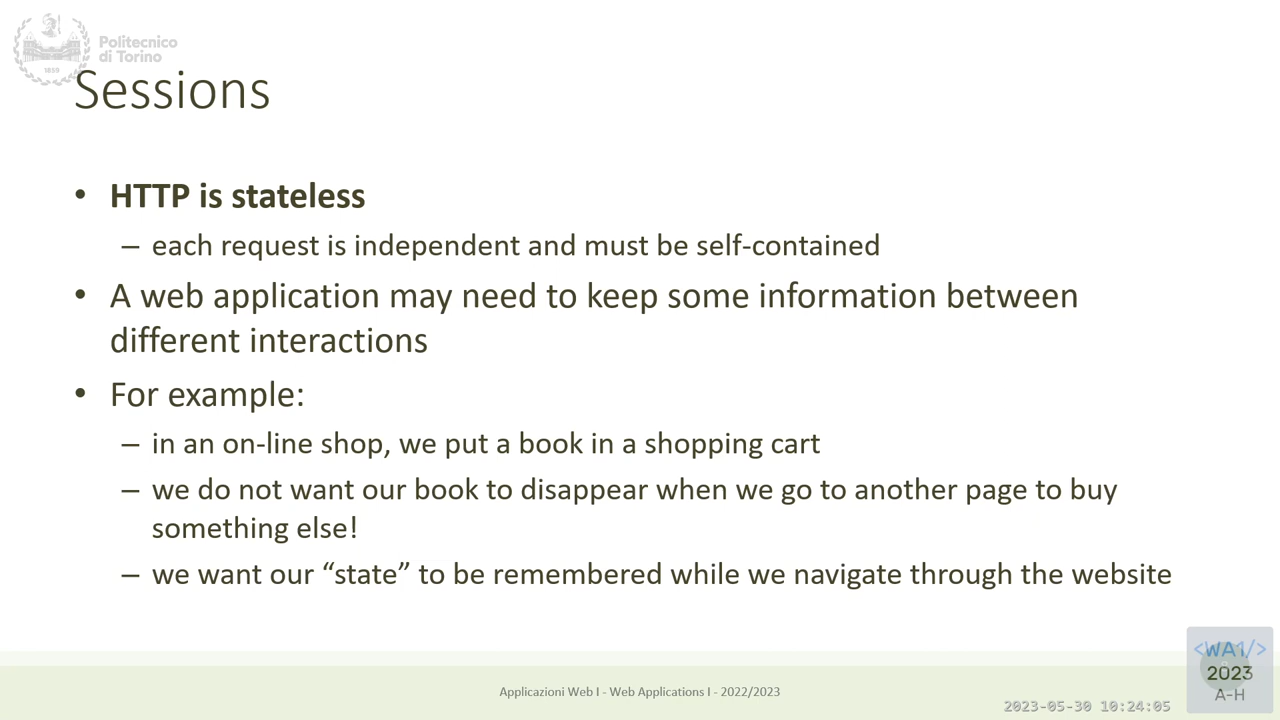 Politecnico
di Torino
1859
Sessions
• HTTP is stateless
– each request is independent and must be self-contained
• A web application may need to keep some information between
different interactions
• For example:
– in an on-line shop, we put a book in a shopping cart
– we do not want our book to disappear when we go to another page to buy
something else!
– we want our “state” to be remembered while we navigate through the website
<WA1/>
2023
A-H
Applicazioni Web I - Web Applications I - 2022/2023
2023-05-30 10:24:05